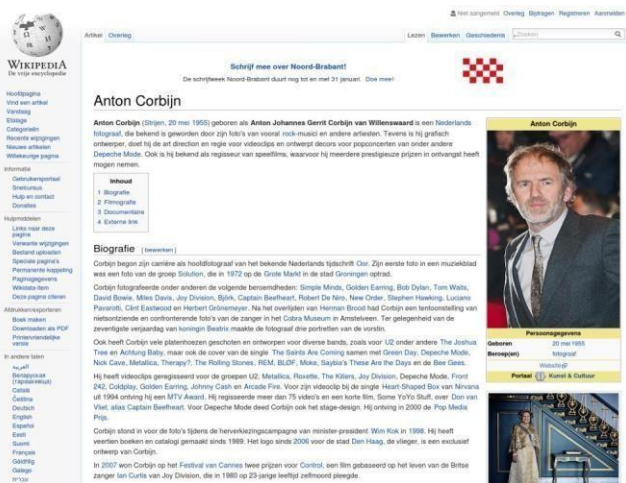 Niet aangemeld Overleg Bijdragen Registreren Aanmelden
Artikel Overleg
Lezen Bewerken Geschiedenis Zoeken
WIKIPEDIA
De vrije encyclopedie
Hoofdpagina
Vind een artikel
Vandaag
Etalage
Categorieën
Recente wijzigingen
Nieuwe artikelen
Willekeurige pagina
Informatie
Gebruikersportaal
Snelcursus
Hulp en contact
Donaties
Hulpmiddelen
Links naar deze
pagina
Verwante wijzigingen
Bestand uploaden
Speciale pagina's
Permanente koppeling
Paginagegevens
Wikidata-item
Deze pagina citeren
Afdrukken/exporteren
Boek maken
Downloaden als PDF
Printervriendelijke
versie
In andere talen
العربية
Беларуская
(тарашкевіца)
Català
Čeština
Deutsch
English
Español
Eesti
Suomi
Français
Gàidhlig
Galego
עברית
Schrijf mee over Noord-Brabant!
De schrijfweek Noord-Brabant duurt nog tot en met 31 januari. Doe mee!
Anton Corbijn
Anton Corbijn (Strijen, 20 mei 1955) geboren als Anton Johannes Gerrit Corbijn van Willenswaard is een Nederlands
fotograaf, die bekend is geworden door zijn foto's van vooral rock-musici en andere artiesten. Tevens is hij grafisch
ontwerper, doet hij de art direction en regie voor videoclips en ontwerpt decors voor popconcerten van onder andere
Depeche Mode. Ook is hij bekend als regisseur van speelfilms, waarvoor hij meerdere prestigieuze prijzen in ontvangst heeft
mogen nemen.
Inhoud
1 Biografie
2 Filmografie
3 Documentaire
4 Externe link
Biografie [bewerken]
Corbijn begon zijn carrière als hoofdfotograaf van het bekende Nederlands tijdschrift Oor. Zijn eerste foto in een muziekblad
was een foto van de groep Solution, die in 1972 op de Grote Markt in de stad Groningen optrad.
Corbijn fotografeerde onder anderen de volgende beroemdheden: Simple Minds, Golden Earring, Bob Dylan, Tom Waits,
David Bowie, Miles Davis, Joy Division, Björk, Captain Beefheart, Robert De Niro, New Order, Stephen Hawking, Luciano
Pavarotti, Clint Eastwood en Herbert Grönemeyer. Na het overlijden van Herman Brood had Corbijn een tentoonstelling van
nietsontziende en confronterende foto's van de zanger in het Cobra Museum in Amstelveen. Ter gelegenheid van de
zeventigste verjaardag van koningin Beatrix maakte de fotograaf drie portretten van de vorstin.
Ook heeft Corbijn vele platenhoezen geschoten en ontworpen voor diverse bands, zoals voor U2 onder andere The Joshua
Tree en Achtung Baby, maar ook de cover van de single The Saints Are Coming samen met Green Day, Depeche Mode,
Nick Cave, Metallica, Therapy?, The Rolling Stones, REM, BLØF, Moke, Saybia's These Are the Days en de Bee Gees.
Hij heeft videoclips geregisseerd voor de groepen U2, Metallica, Roxette, The Killers, Joy Division, Depeche Mode, Front
242, Coldplay, Golden Earring, Johnny Cash en Arcade Fire. Voor zijn videoclip bij de single Heart-Shaped Box van Nirvana
uit 1994 ontving hij een MTV Award. Hij regisseerde meer dan 75 video's en een korte film, Some YoYo Stuff, over Don van
Vliet, alias Captain Beefheart. Voor Depeche Mode deed Corbijn ook het stage-design. Hij ontving in 2000 de Pop Media
Prijs.
Corbijn stond in voor de foto's tijdens de herverkiezingscampagne van minister-president Wim Kok in 1998. Hij heeft
veertien boeken en catalogi gemaakt sinds 1989. Het logo sinds 2006 voor de stad Den Haag, de vlieger, is een exclusief
ontwerp van Corbijn.
In 2007 won Corbijn op het Festival van Cannes twee prijzen voor Control, een film gebaseerd op het leven van de Britse
zanger Ian Curtis van Joy Division, die in 1980 op 23-jarige leeftijd zelfmoord pleegde.
Anton Corbijn
Persoonsgegevens
Geboren 20 mei 1955
Beroep(en) fotograaf
Website
Portaal Kunst & Cultuur